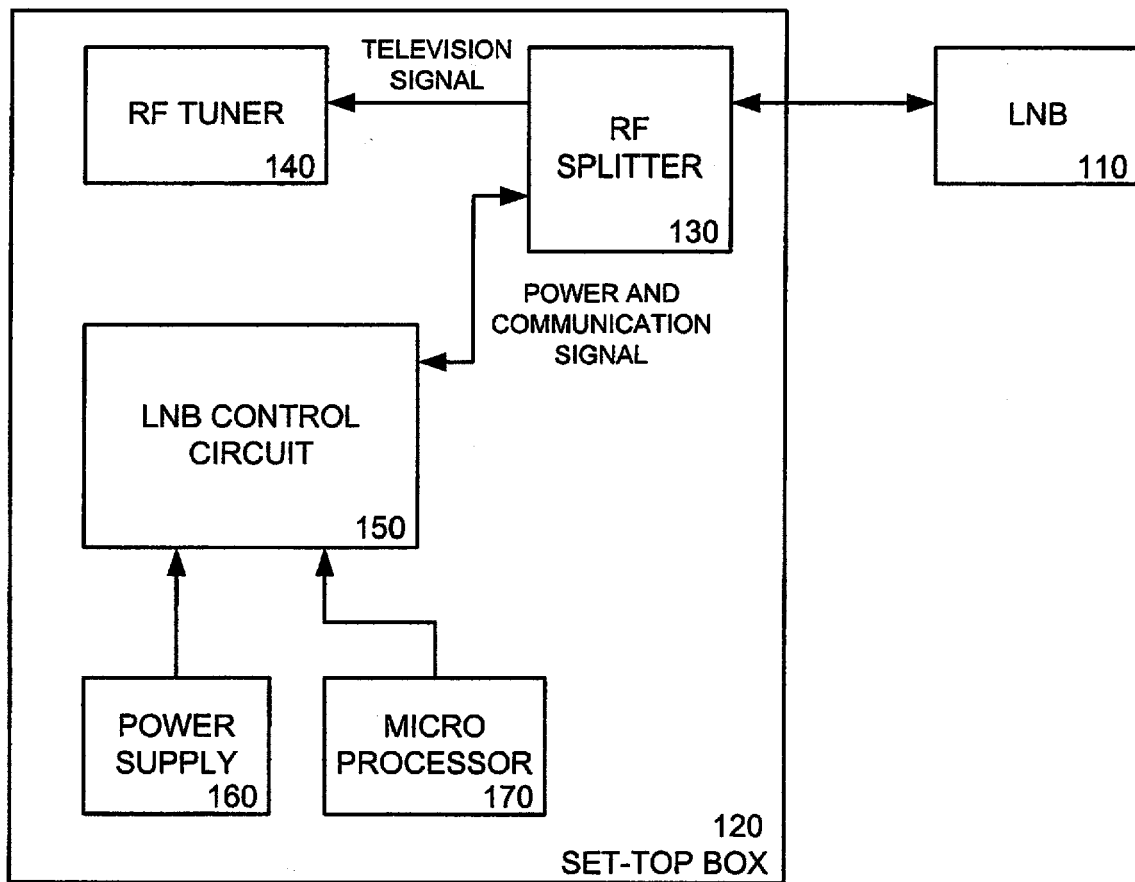 TELEVISION
SIGNAL
RF TUNER
140
RF
SPLITTER
130
LNB
110
POWER AND
COMMUNICATION
SIGNAL
LNB CONTROL
CIRCUIT
150
POWER
SUPPLY
160
MICRO
PROCESSOR
170
120
SET-TOP BOX